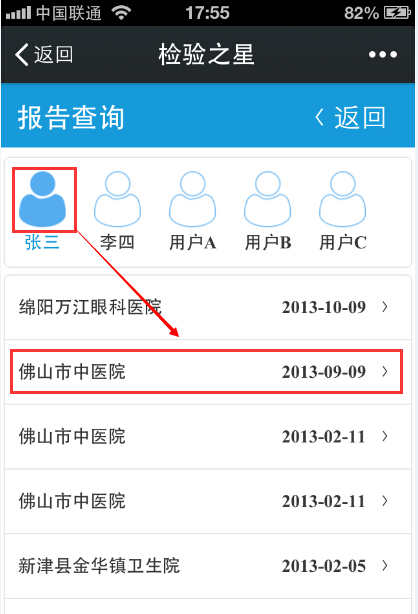 中国联通 17:55 82%
返回 检验之星
报告查询 返回
张三 李四 用户A 用户B 用户C
绵阳万江眼科医院 2013-10-09
佛山市中医院 2013-09-09
佛山市中医院 2013-02-11
佛山市中医院 2013-02-11
新津县金华镇卫生院 2013-02-05